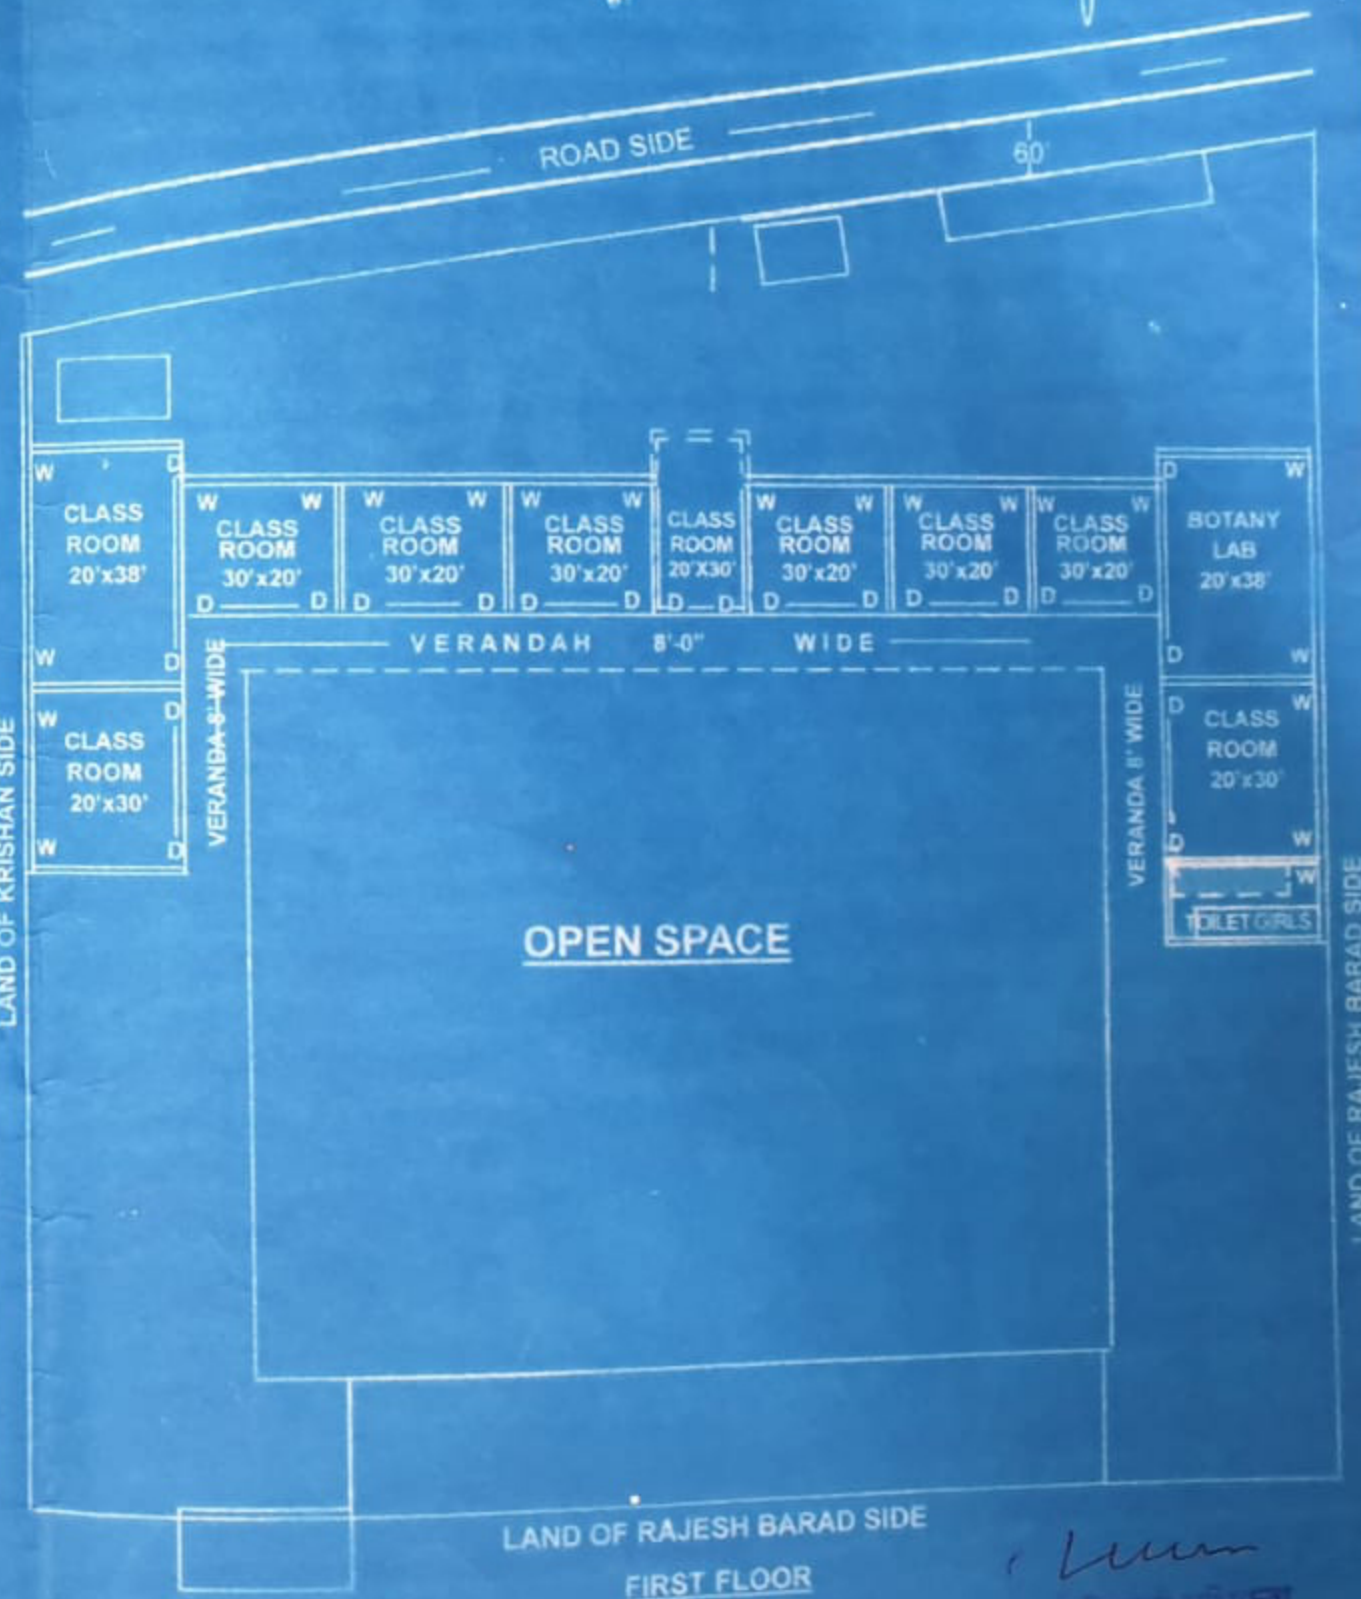 ROAD SIDE
60'
W D
CLASS
ROOM
20'x38'
W D
W W
CLASS
ROOM
30'x20'
D D
W W
CLASS
ROOM
30'x20'
D D
W W
CLASS
ROOM
30'x20'
D D
CLASS
ROOM
20'X30'
D D
W W
CLASS
ROOM
30'x20'
D D
W W
CLASS
ROOM
30'x20'
D D
W W
CLASS
ROOM
30'x20'
D D
D W
BOTANY
LAB
20'x38'
D W
VERANDAH 8'-0" WIDE
W D
CLASS
ROOM
20'x30'
W D
VERANDA 8' WIDE
VERANDA 8' WIDE
D W
CLASS
ROOM
20'x30'
D W
W
TOILET GIRLS
LAND OF KRISHAN SIDE
OPEN SPACE
LAND OF RAJESH BARAD SIDE
LAND OF RAJESH BARAD SIDE
FIRST FLOOR